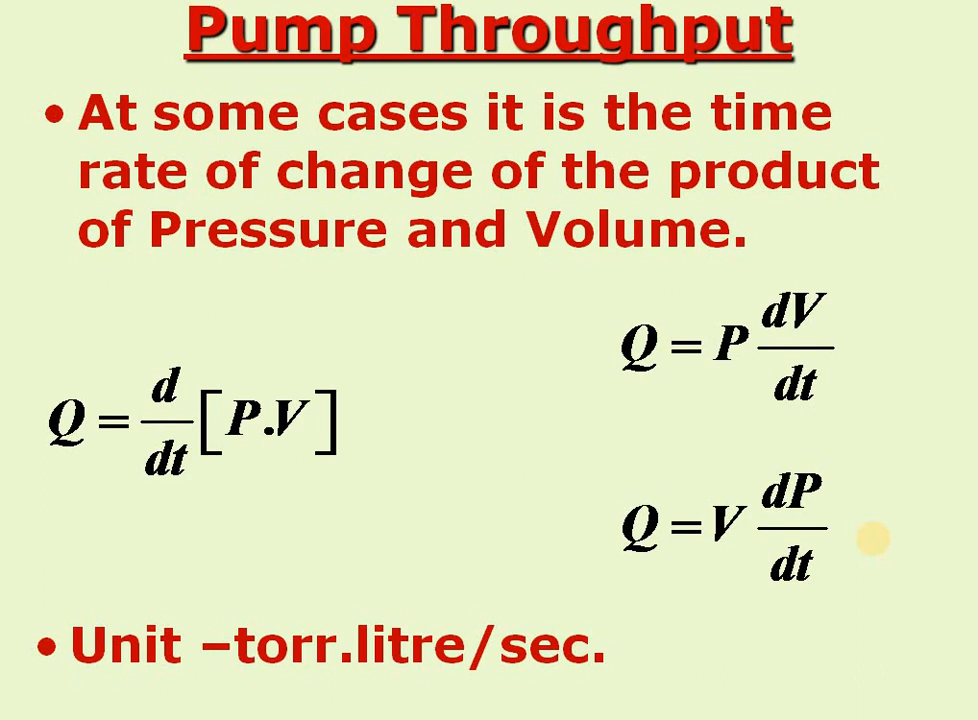 Pump Throughput
• At some cases it is the time
rate of change of the product
of Pressure and Volume.
Q = d/dt [P.V]
Q = P dV/dt
Q = V dP/dt
• Unit –torr.litre/sec.